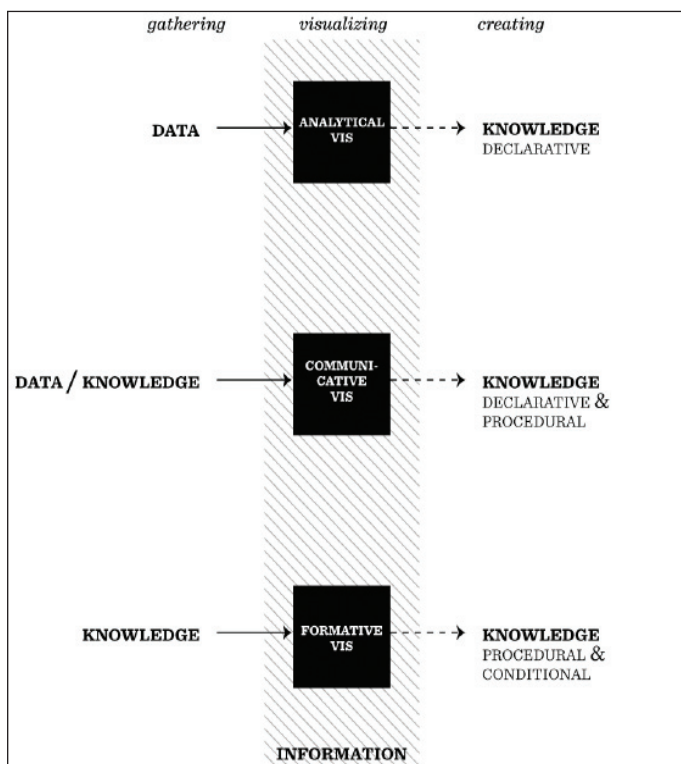 gathering visualizing creating
ANALYTICAL
VIS
DATA
KNOWLEDGE
DECLARATIVE
COMMUNI-
CATIVE
VIS
DATA / KNOWLEDGE
KNOWLEDGE
DECLARATIVE &
PROCEDURAL
FORMATIVE
VIS
KNOWLEDGE
KNOWLEDGE
PROCEDURAL &
CONDITIONAL
INFORMATION